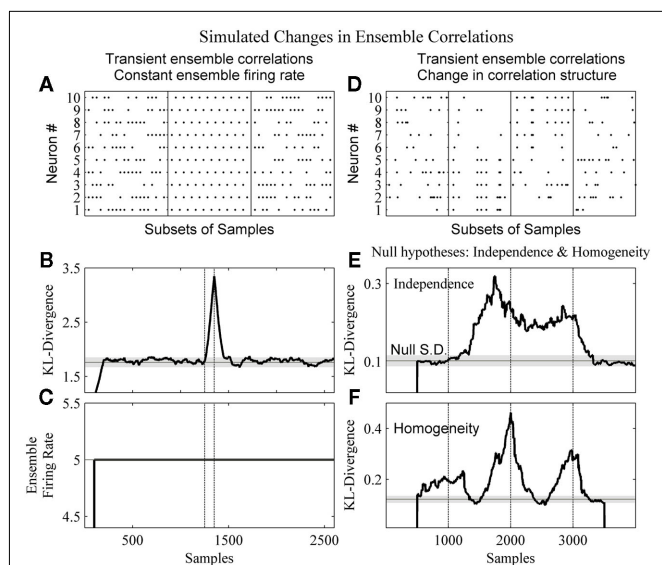 Simulated Changes in Ensemble Correlations
Transient ensemble correlations
Constant ensemble firing rate
A
10
9
8
7
6
5
4
3
2
1
Neuron #
Subsets of Samples
Transient ensemble correlations
Change in correlation structure
D
10
9
8
7
6
5
4
3
2
1
Neuron #
Subsets of Samples
B
3.5
2.5
1.5
KL-Divergence
C
5.5
5
4.5
Ensemble
Firing Rate
500
1500
2500
Samples
Null hypotheses: Independence & Homogeneity
E
Independence
0.3
Null S.D.
0.1
KL-Divergence
F
Homogeneity
0.4
0.2
KL-Divergence
1000
2000
3000
Samples